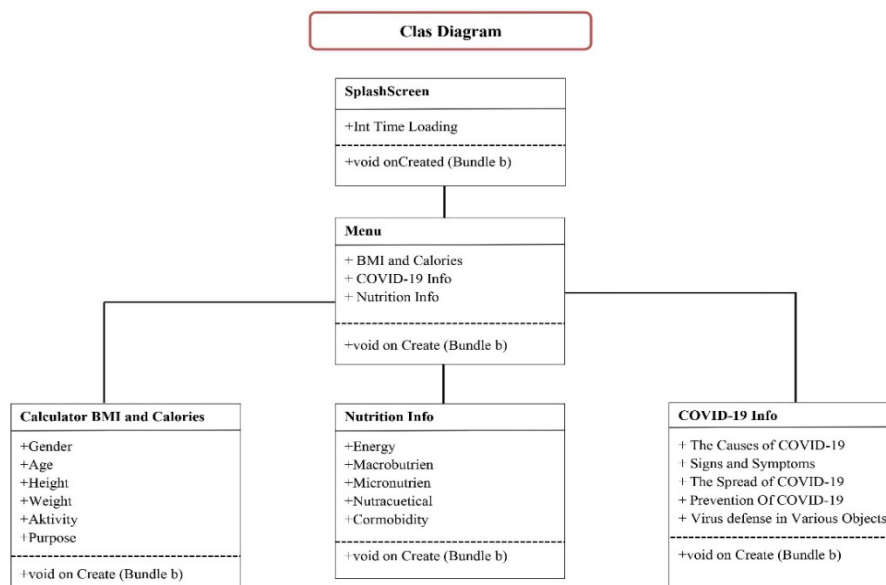 Clas Diagram
SplashScreen
+Int Time Loading
+void onCreated (Bundle b)
Menu
+ BMI and Calories
+ COVID-19 Info
+ Nutrition Info
+void on Create (Bundle b)
Calculator BMI and Calories
+Gender
+Age
+Height
+Weight
+Aktivity
+Purpose
+void on Create (Bundle b)
Nutrition Info
+Energy
+Macrobutrien
+Micronutrien
+Nutracuetical
+Cormobidity
+void on Create (Bundle b)
COVID-19 Info
+ The Causes of COVID-19
+ Signs and Symptoms
+ The Spread of COVID-19
+ Prevention Of COVID-19
+ Virus defense in Various Objects
+void on Create (Bundle b)